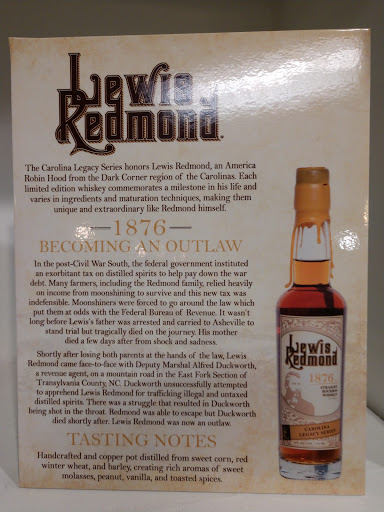 Lewis
Redmond
The Carolina Legacy Series honors Lewis Redmond, an America
Robin Hood from the Dark Corner region of the Carolinas. Each
limited edition whiskey commemorates a milestone in his life and
varies in ingredients and maturation techniques, making them
unique and extraordinary like Redmond himself.
1876
BECOMING AN OUTLAW
In the post-Civil War South, the federal government instituted
an exorbitant tax on distilled spirits to help pay down the war
debt. Many farmers, including the Redmond family, relied heavily
on income from moonshining to survive and this new tax was
indefensible. Moonshiners were forced to go around the law which
put them at odds with the Federal Bureau of Revenue. It wasn't
long before Lewis's father was arrested and carried to Asheville to
stand trial but tragically died on the journey. His mother
died a few days after from shock and sadness.
Shortly after losing both parents at the hands of the law, Lewis
Redmond came face-to-face with Deputy Marshal Alfred Duckworth,
a revenue agent, on a mountain road in the East Fork Section of
Transylvania County, NC. Duckworth unsuccessfully attempted
to apprehend Lewis Redmond for trafficking illegal and untaxed
distilled spirits. There was a struggle that resulted in Duckworth
being shot in the throat. Redmond was able to escape but Duckworth
died shortly after. Lewis Redmond was now an outlaw.
TASTING NOTES
Handcrafted and copper pot distilled from sweet corn, red
winter wheat, and barley, creating rich aromas of sweet
molasses, peanut, vanilla, and toasted spices.
Lewis
Redmond
1876
STRAIGHT
BOURBON
WHISKEY
CAROLINA
LEGACY SERIES